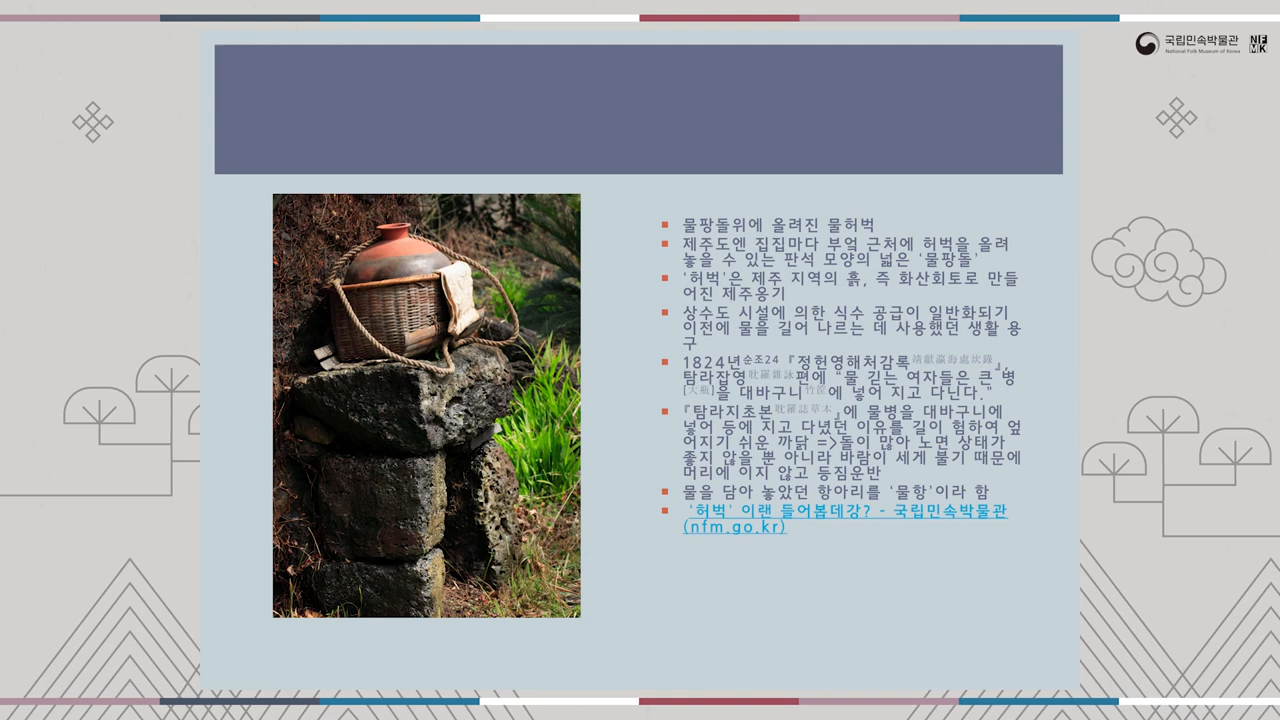 국립민속박물관
National Folk Museum of Korea
NF
MK
물팡돌위에 올려진 물허벅
제주도엔 집집마다 부엌 근처에 허벅을 올려
놓을 수 있는 판석 모양의 넓은 ‘물팡돌’
‘허벅’은 제주 지역의 흙, 즉 화산회토로 만들
어진 제주옹기
상수도 시설에 의한 식수 공급이 일반화되기
이전에 물을 길어 나르는 데 사용했던 생활 용
구
1824년순조24 『정헌영해처감록靖獻瀛海處坎錄』,
탐라잡영耽羅雜詠편에 “물 긷는 여자들은 큰 병
[大瓶]을 대바구니竹筐에 넣어 지고 다닌다.”
『탐라지초본耽羅誌草本』에 물병을 대바구니에
넣어 등에 지고 다녔던 이유를 길이 험하여 엎
어지기 쉬운 까닭 =>돌이 많아 노면 상태가
좋지 않을 뿐 아니라 바람이 세게 불기 때문에
머리에 이지 않고 등짐운반
물을 담아 놓았던 항아리를 ‘물항’이라 함
‘허벅’ 이랜 들어봅데강? - 국립민속박물관
(nfm.go.kr)